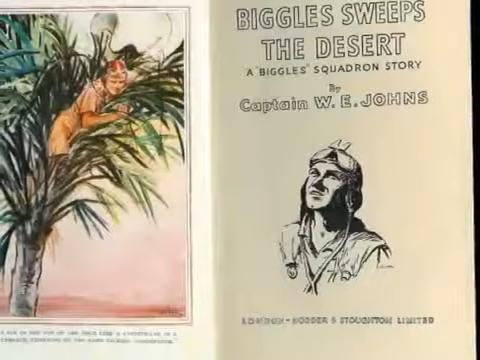 BIGGLES SWEEPS
THE DESERT
A "BIGGLES" SQUADRON STORY
By
Captain W. E. JOHNS
LONDON - HODDER & STOUGHTON LIMITED